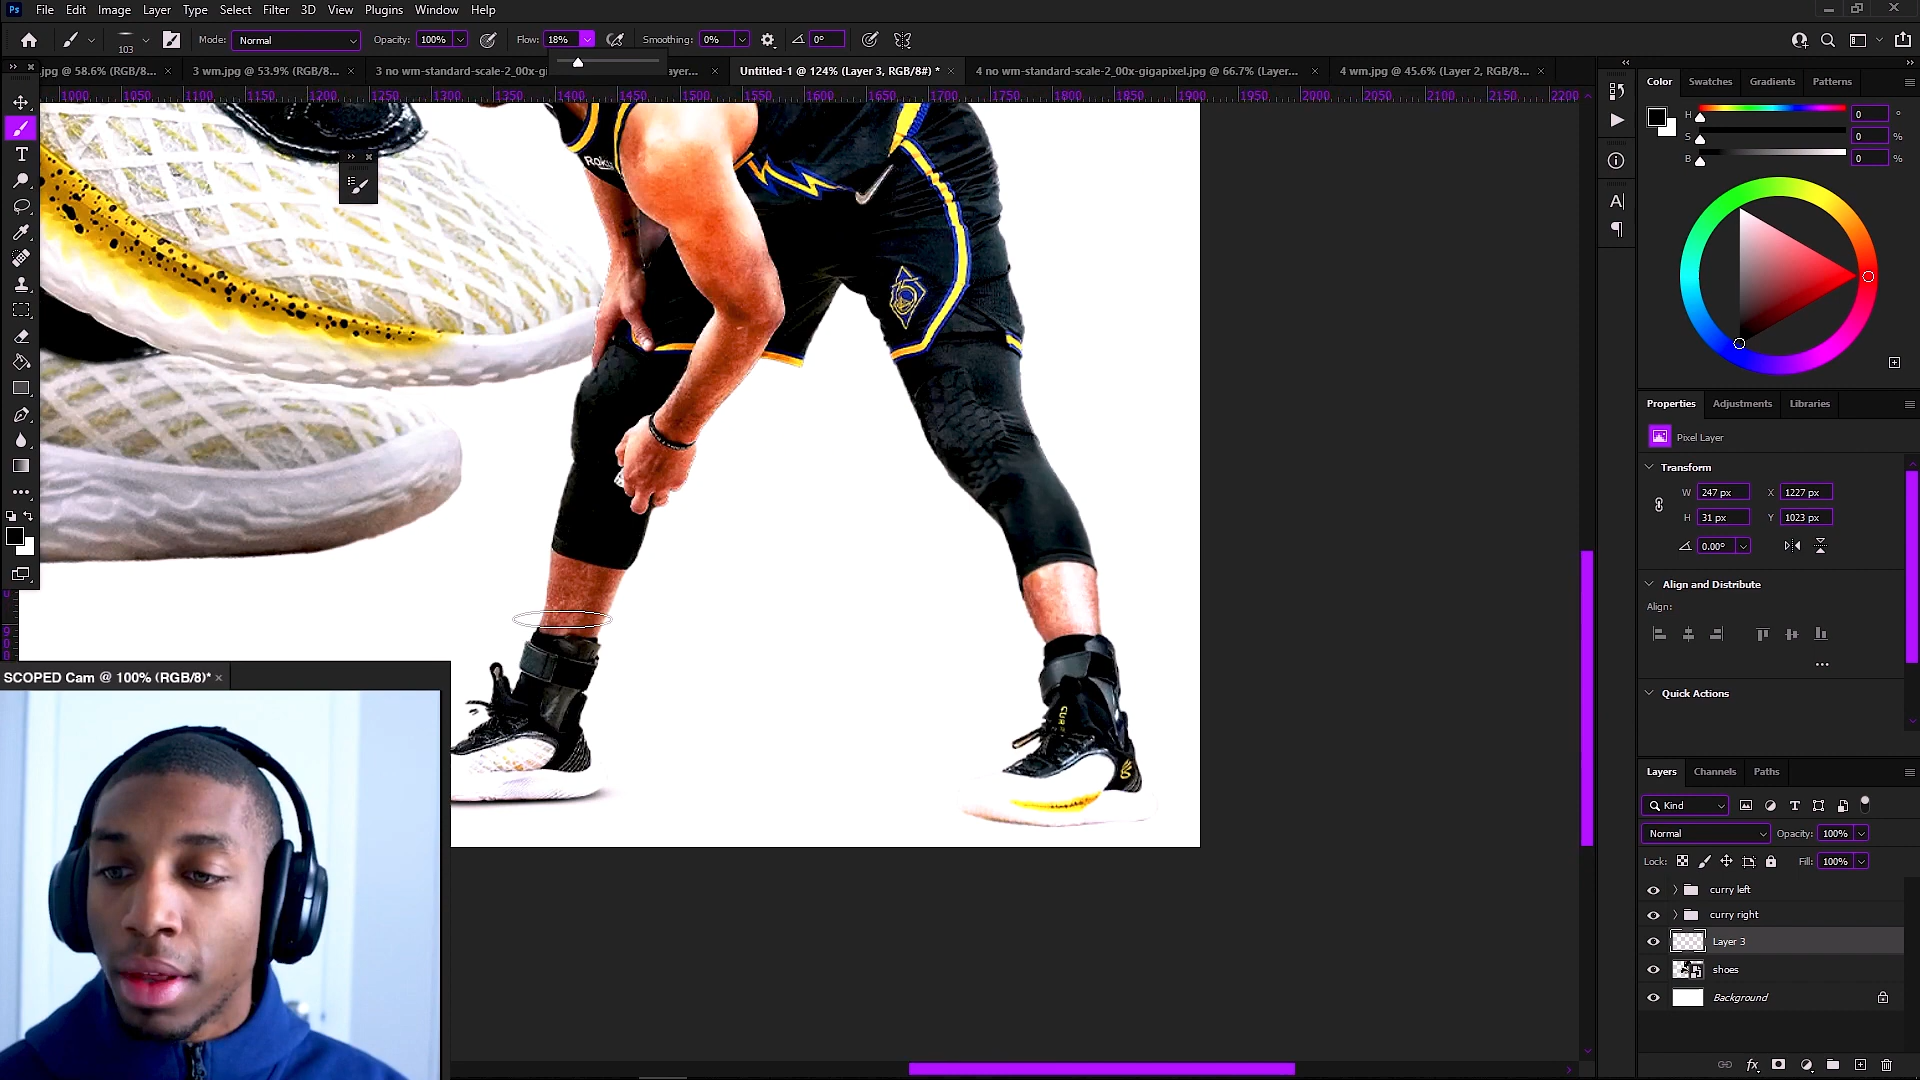 Ps File Edit Image Layer Type Select Filter 3D View Plugins Window Help
103 Mode: Normal Opacity: 100% Flow: 18% Smoothing: 0% 0°
jpg @ 58.6% (RGB/8... × 3 wm.jpg @ 53.9% (RGB/8... × 3 no wm-standard-scale-2_00x-gi ayer... × Untitled-1 @ 124% (Layer 3, RGB/8#) * × 4 no wm-standard-scale-2_00x-gigapixel.jpg @ 66.7% (Layer... × 4 wm.jpg @ 45.6% (Layer 2, RGB/8... ×
1000 1050 1100 1150 1200 1250 1300 1350 1400 1450 1500 1550 1600 1650 1700 1750 1800 1850 1900 1950 2000 2050 2100 2150 2200
Color Swatches Gradients Patterns
H 0 °
S 0 %
B 0 %
Properties Adjustments Libraries
Pixel Layer
Transform
W 247 px X 1227 px
H 31 px Y 1023 px
0.00°
Align and Distribute
Align:
Quick Actions
Layers Channels Paths
Kind
Normal Opacity: 100%
Lock: Fill: 100%
curry left
curry right
Layer 3
shoes
Background
fx
900
SCOPED Cam @ 100% (RGB/8)* ×